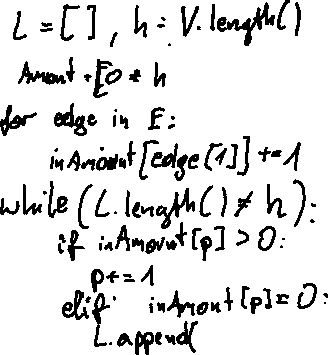 L = [ ] , h = V.length()
Amount = [0 * h
for edge in E:
inAmount[edge[1]] += 1
while (L.length() ≠ h):
if inAmount[p] > 0:
p += 1
elif inAmount[p] = 0:
L.append(